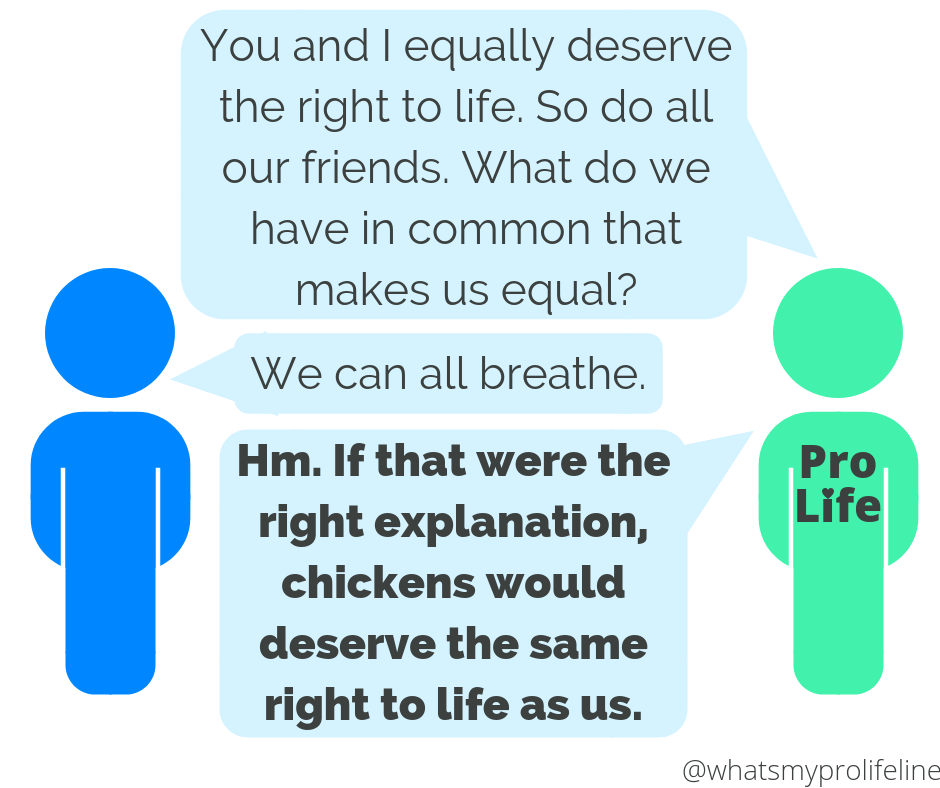 You and I equally deserve
the right to life. So do all
our friends. What do we
have in common that
makes us equal?
We can all breathe.
Hm. If that were the
right explanation,
chickens would
deserve the same
right to life as us.
Pro
Life
@whatsmyprolifeline